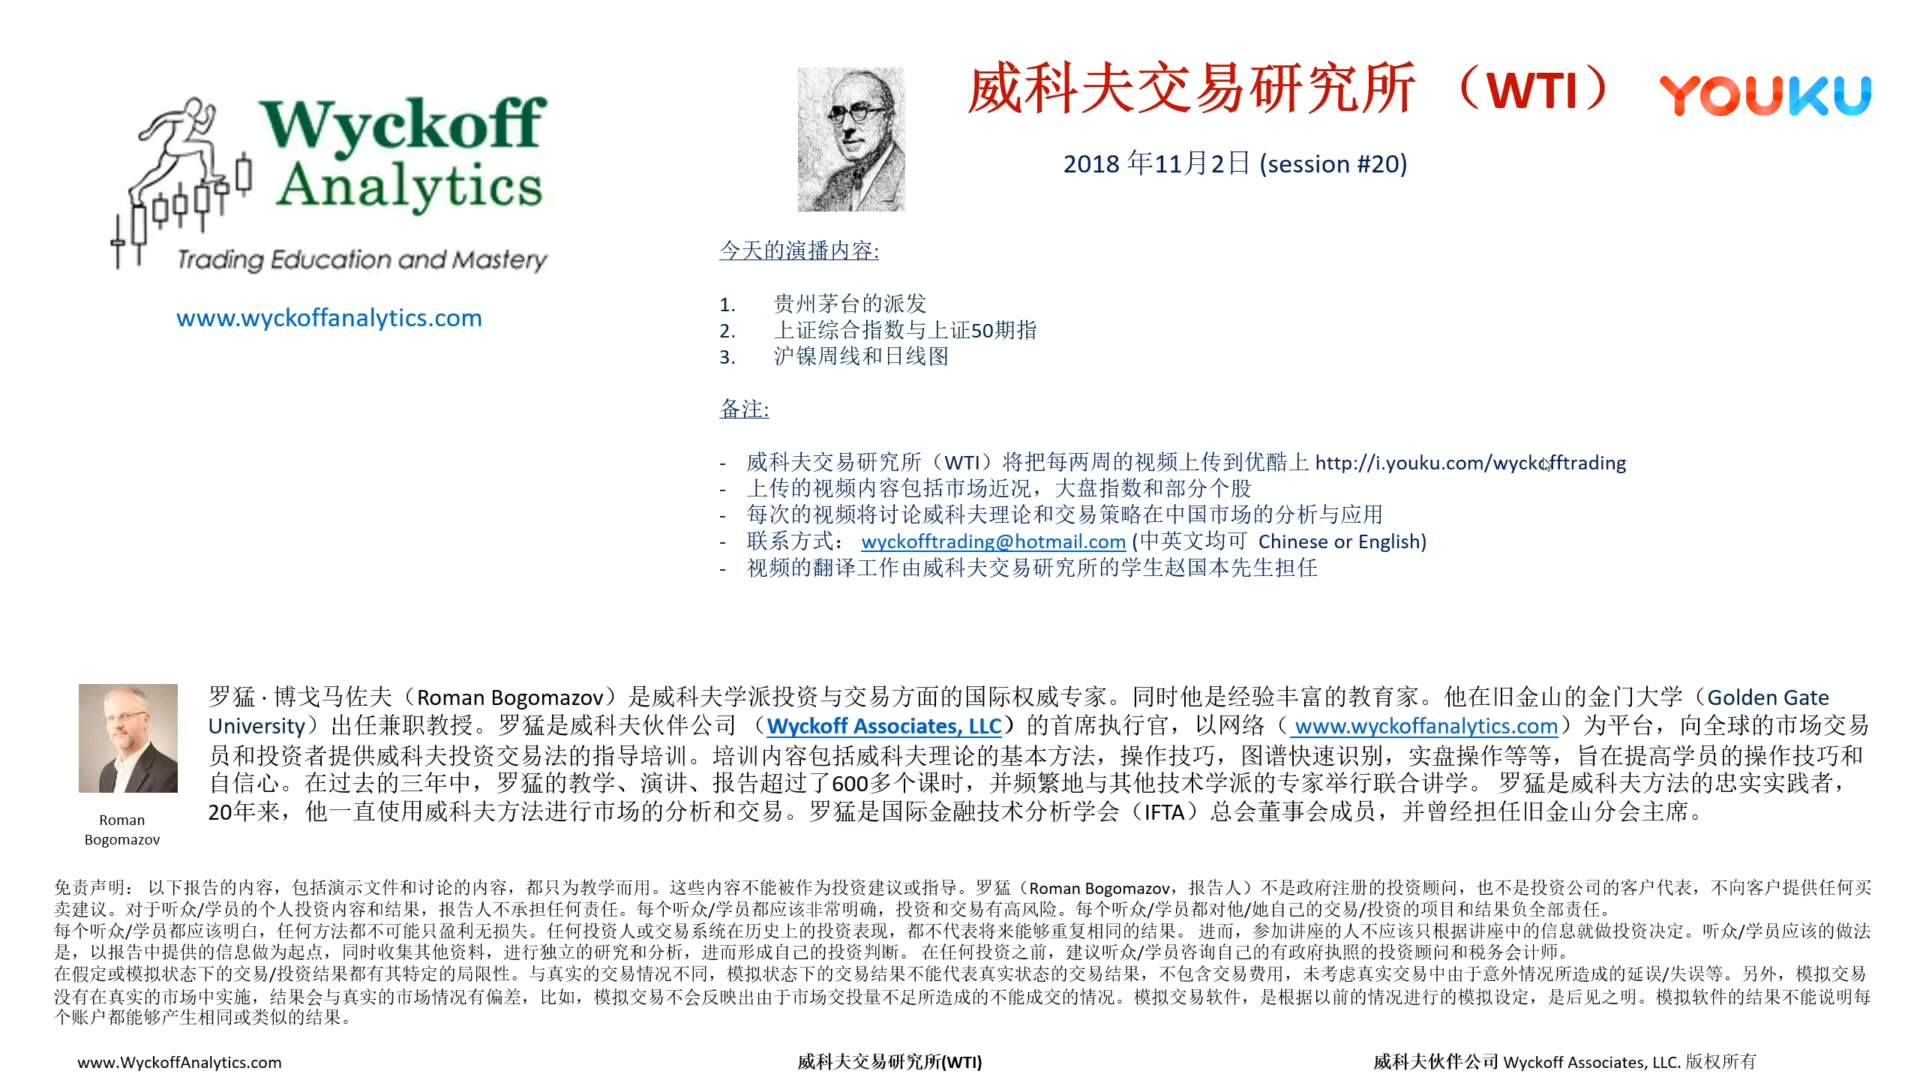 Wyckoff
Analytics
Trading Education and Mastery
www.wyckoffanalytics.com
威科夫交易研究所 （WTI）
YOUKU
2018 年11月2日 (session #20)
今天的演播内容:
1. 贵州茅台的派发
2. 上证综合指数与上证50期指
3. 沪镍周线和日线图
备注:
- 威科夫交易研究所（WTI）将把每两周的视频上传到优酷上 http://i.youku.com/wyckofftrading
- 上传的视频内容包括市场近况，大盘指数和部分个股
- 每次的视频将讨论威科夫理论和交易策略在中国市场的分析与应用
- 联系方式： wyckofftrading@hotmail.com (中英文均可 Chinese or English)
- 视频的翻译工作由威科夫交易研究所的学生赵国本先生担任
罗猛 · 博戈马佐夫（Roman Bogomazov）是威科夫学派投资与交易方面的国际权威专家。同时他是经验丰富的教育家。他在旧金山的金门大学（Golden Gate
University）出任兼职教授。罗猛是威科夫伙伴公司 （Wyckoff Associates, LLC）的首席执行官，以网络（ www.wyckoffanalytics.com）为平台，向全球的市场交易
员和投资者提供威科夫投资交易法的指导培训。培训内容包括威科夫理论的基本方法，操作技巧，图谱快速识别，实盘操作等等，旨在提高学员的操作技巧和
自信心。在过去的三年中，罗猛的教学、演讲、报告超过了600多个课时，并频繁地与其他技术学派的专家举行联合讲学。 罗猛是威科夫方法的忠实实践者，
20年来，他一直使用威科夫方法进行市场的分析和交易。罗猛是国际金融技术分析学会（IFTA）总会董事会成员，并曾经担任旧金山分会主席。
Roman
Bogomazov
免责声明： 以下报告的内容，包括演示文件和讨论的内容，都只为教学而用。这些内容不能被作为投资建议或指导。罗猛（Roman Bogomazov，报告人）不是政府注册的投资顾问，也不是投资公司的客户代表，不向客户提供任何买
卖建议。对于听众/学员的个人投资内容和结果，报告人不承担任何责任。每个听众/学员都应该非常明确，投资和交易有高风险。每个听众/学员都对他/她自己的交易/投资的项目和结果负全部责任。
每个听众/学员都应该明白，任何方法都不可能只盈利无损失。任何投资人或交易系统在历史上的投资表现，都不代表将来能够重复相同的结果。 进而，参加讲座的人不应该只根据讲座中的信息就做投资决定。听众/学员应该的做法
是，以报告中提供的信息做为起点，同时收集其他资料，进行独立的研究和分析，进而形成自己的投资判断。 在任何投资之前，建议听众/学员咨询自己的有政府执照的投资顾问和税务会计师。
在假定或模拟状态下的交易/投资结果都有其特定的局限性。与真实的交易情况不同，模拟状态下的交易结果不能代表真实状态的交易结果，不包含交易费用，未考虑真实交易中由于意外情况所造成的延误/失误等。另外，模拟交易
没有在真实的市场中实施，结果会与真实的市场情况有偏差，比如，模拟交易不会反映出由于市场交投量不足所造成的不能成交的情况。模拟交易软件，是根据以前的情况进行的模拟设定，是后见之明。模拟软件的结果不能说明每
个账户都能够产生相同或类似的结果。
www.WyckoffAnalytics.com
威科夫交易研究所(WTI)
威科夫伙伴公司 Wyckoff Associates, LLC. 版权所有